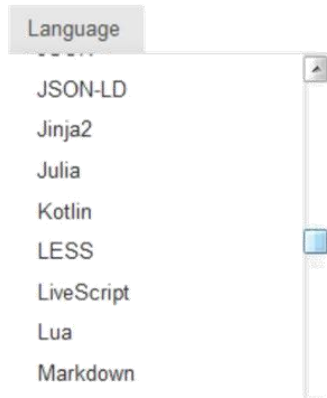 Language
JSON-LD
Jinja2
Julia
Kotlin
LESS
LiveScript
Lua
Markdown